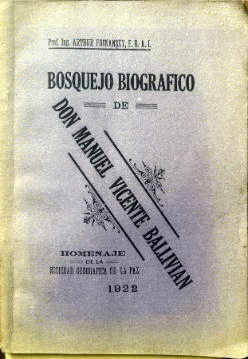 Prof. Ing. ARTHUR POSNANSKY, F. R. A. I.
BOSQUEJO BIOGRAFICO
DE
DON MANUEL VICENTE BALLIVIAN
HOMENAJE
DE LA
SOCIEDAD GEOGRAFICA DE LA PAZ
1922